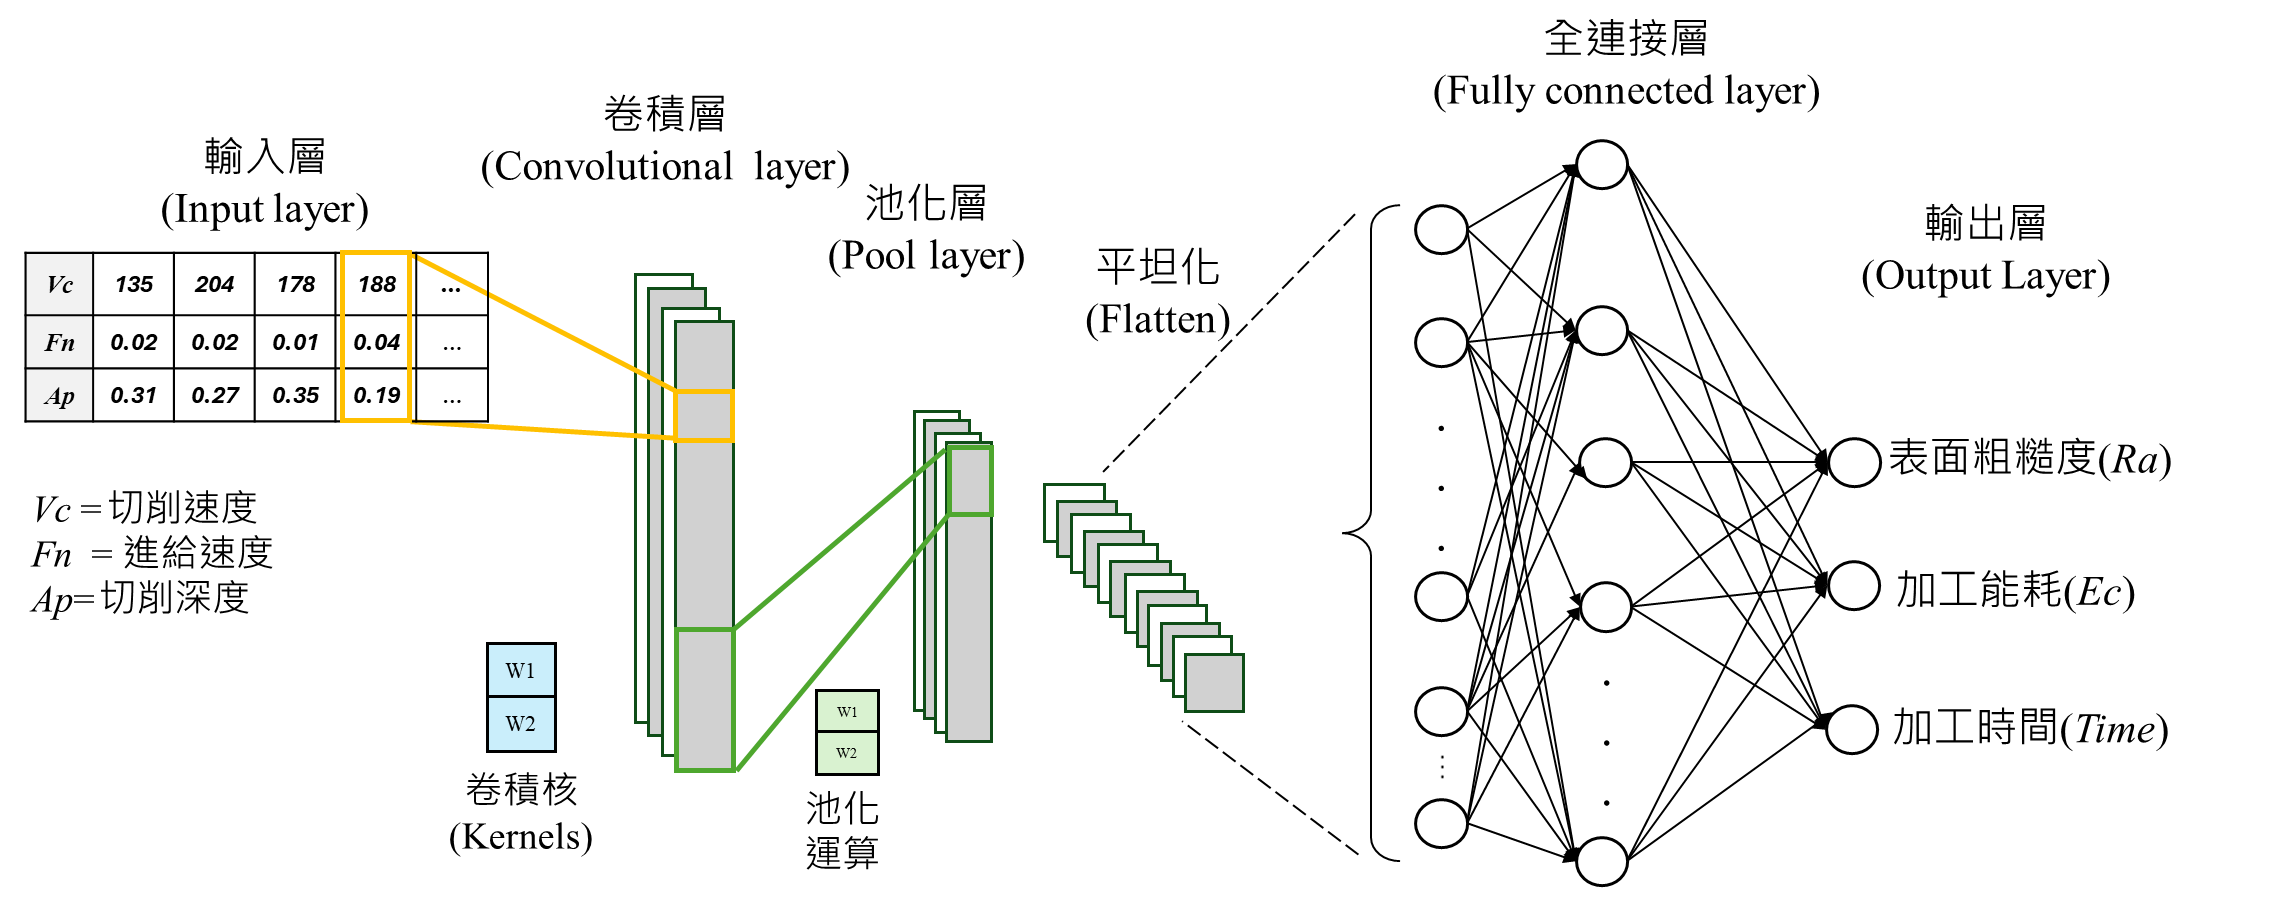 全連接層
(Fully connected layer)
卷積層
(Convolutional layer)
輸入層
(Input layer)
池化層
(Pool layer)
輸出層
(Output Layer)
平坦化
(Flatten)
Vc 135 204 178 188 ...
Fn 0.02 0.02 0.01 0.04 ...
Ap 0.31 0.27 0.35 0.19 ...
Vc =切削速度
Fn = 進給速度
Ap=切削深度
表面粗糙度(Ra)
加工能耗(Ec)
加工時間(Time)
W1
W2
卷積核
(Kernels)
W1
W2
池化
運算